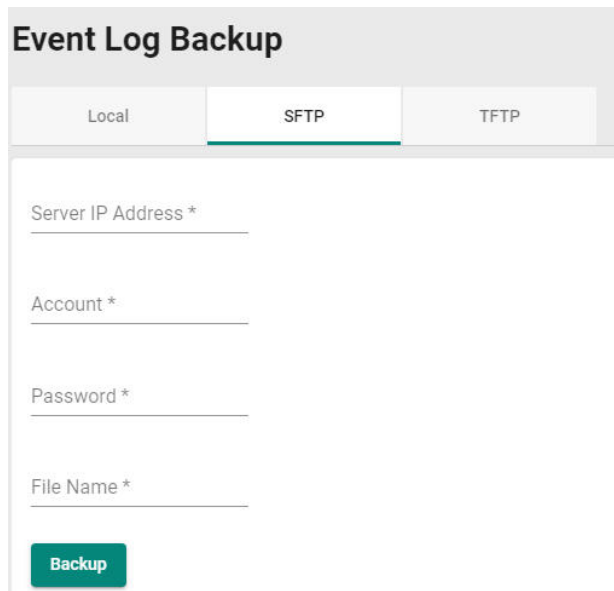 Event Log Backup
Local SFTP TFTP
Server IP Address *
Account *
Password *
File Name *
Backup